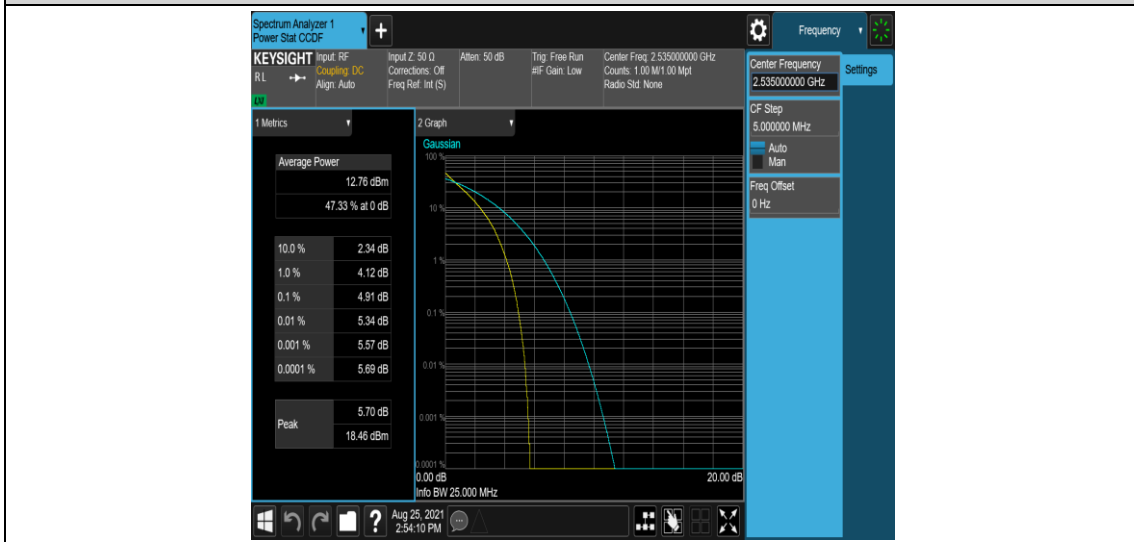 Spectrum Analyzer 1
Power Stat CCDF
+
Frequency
KEYSIGHT
RL
Input: RF
Coupling: DC
Align: Auto
Input Z: 50 Ω
Corrections: Off
Freq Ref: Int (S)
Atten: 50 dB
Trig: Free Run
#IF Gain: Low
Center Freq: 2.535000000 GHz
Counts: 1.00 M/1.00 Mpt
Radio Std: None
Center Frequency
2.535000000 GHz
Settings
CF Step
5.000000 MHz
Auto
Man
Freq Offset
0 Hz
1 Metrics
Average Power
12.76 dBm
47.33 % at 0 dB
10.0 % 2.34 dB
1.0 % 4.12 dB
0.1 % 4.91 dB
0.01 % 5.34 dB
0.001 % 5.57 dB
0.0001 % 5.69 dB
Peak
5.70 dB
18.46 dBm
2 Graph
Gaussian
100 %
10 %
1 %
0.1 %
0.01 %
0.001 %
0.0001 %
0.00 dB 20.00 dB
Info BW 25.000 MHz
?
Aug 25, 2021
2:54:10 PM